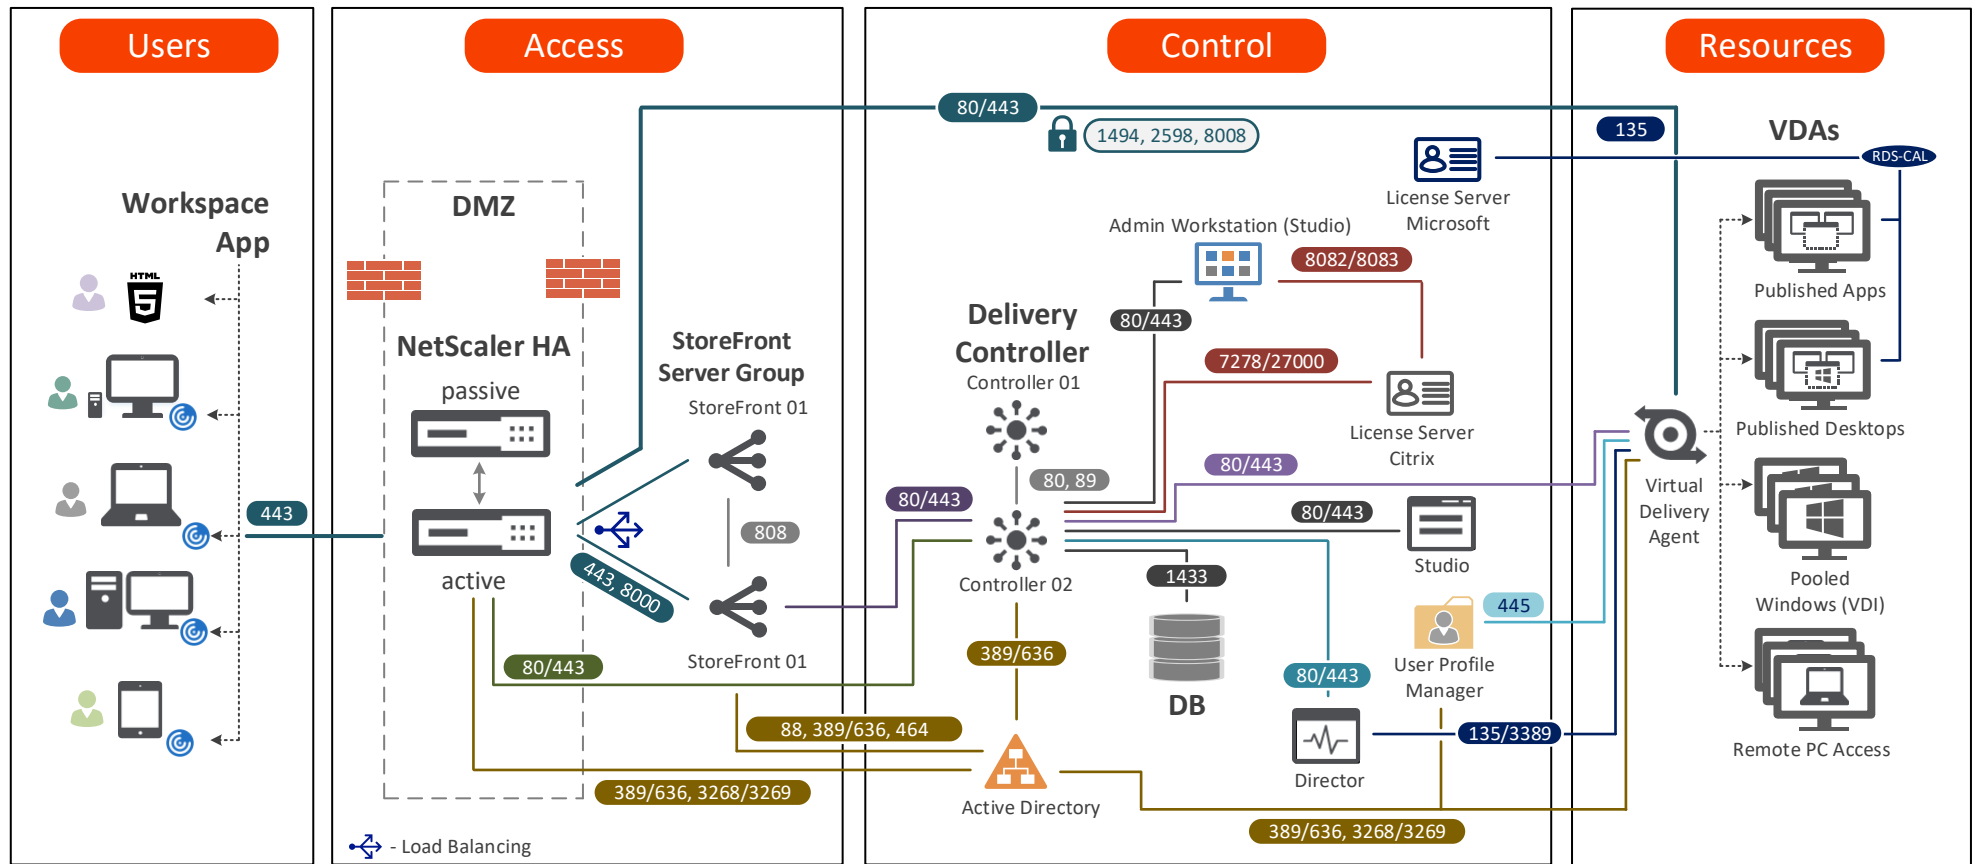 Users
Access
Control
Resources
80/443
1494, 2598, 8008
135
VDAs
RDS-CAL
License Server
Microsoft
Workspace
App
DMZ
Admin Workstation (Studio)
8082/8083
HTML
5
Published Apps
NetScaler HA
passive
StoreFront
Server Group
StoreFront 01
Delivery
Controller
Controller 01
80/443
7278/27000
License Server
Citrix
Published Desktops
80/443
80, 89
80/443
80/443
Virtual
Delivery
Agent
443
808
active
443, 8000
Controller 02
1433
Studio
Pooled
Windows (VDI)
445
StoreFront 01
80/443
389/636
80/443
User Profile
Manager
DB
88, 389/636, 464
135/3389
Remote PC Access
Director
389/636, 3268/3269
Active Directory
389/636, 3268/3269
- Load Balancing